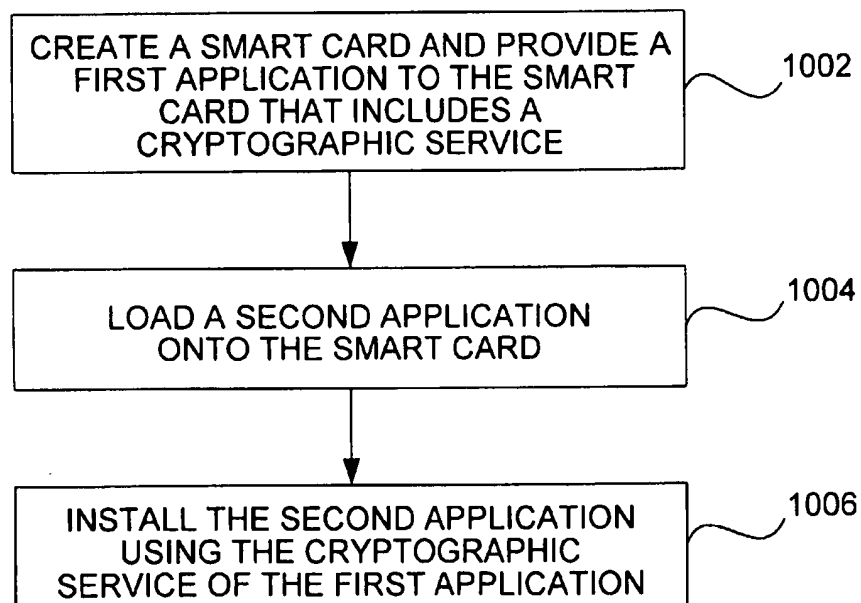 CREATE A SMART CARD AND PROVIDE A
FIRST APPLICATION TO THE SMART
CARD THAT INCLUDES A
CRYPTOGRAPHIC SERVICE
1002
LOAD A SECOND APPLICATION
ONTO THE SMART CARD
1004
INSTALL THE SECOND APPLICATION
USING THE CRYPTOGRAPHIC
SERVICE OF THE FIRST APPLICATION
1006